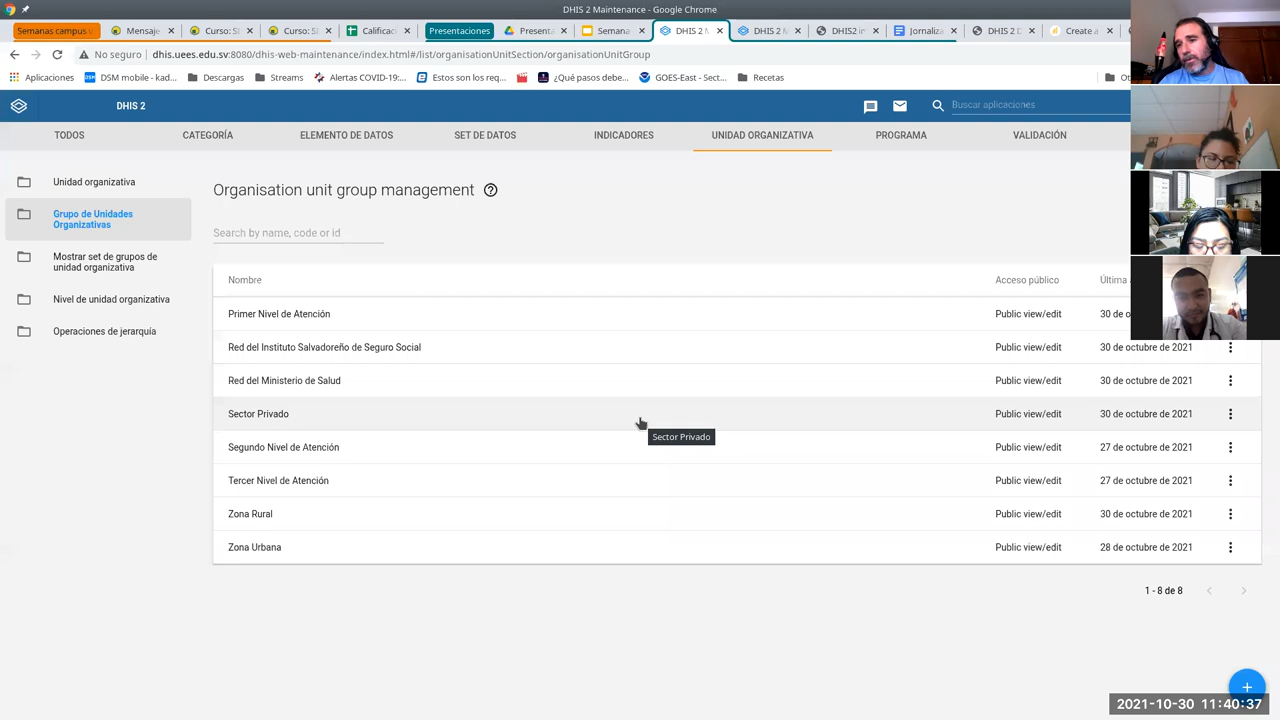 DHIS 2 Maintenance - Google Chrome
Semanas campus v
Mensaje
Curso: SI
Curso: SI
Calificac
Presentaciones
Presenta
Semana
DHIS 2 M
DHIS 2 M
DHIS2 in
Jornaliza
DHIS 2 D
Create a
No seguro
dhis.uees.edu.sv:8080/dhis-web-maintenance/index.html#/list/organisationUnitSection/organisationUnitGroup
Aplicaciones
DSM mobile - kad...
Descargas
Streams
Alertas COVID-19:...
Estos son los req...
¿Qué pasos debe...
GOES-East - Sect...
Recetas
DHIS 2
Buscar aplicaciones
TODOS
CATEGORÍA
ELEMENTO DE DATOS
SET DE DATOS
INDICADORES
UNIDAD ORGANIZATIVA
PROGRAMA
VALIDACIÓN
Unidad organizativa
Grupo de Unidades
Organizativas
Mostrar set de grupos de
unidad organizativa
Nivel de unidad organizativa
Operaciones de jerarquía
Organisation unit group management
Search by name, code or id
Nombre Acceso público Última
Primer Nivel de Atención Public view/edit 30 de o
Red del Instituto Salvadoreño de Seguro Social Public view/edit 30 de octubre de 2021
Red del Ministerio de Salud Public view/edit 30 de octubre de 2021
Sector Privado Public view/edit 30 de octubre de 2021
Sector Privado
Segundo Nivel de Atención Public view/edit 27 de octubre de 2021
Tercer Nivel de Atención Public view/edit 27 de octubre de 2021
Zona Rural Public view/edit 30 de octubre de 2021
Zona Urbana Public view/edit 28 de octubre de 2021
1 - 8 de 8
2021-10-30 11:40:37